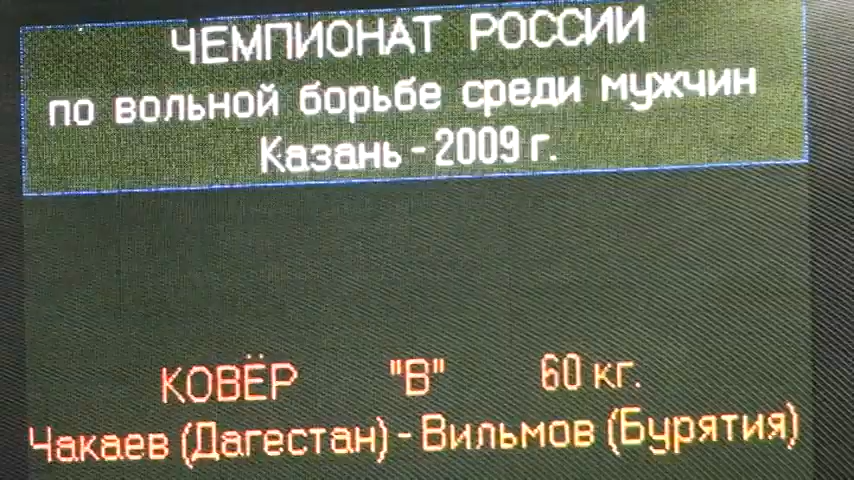 ЧЕМПИОНАТ РОССИИ
по вольной борьбе среди мужчин
Казань - 2009 г.
КОВЁР "В" 60 кг.
Чакаев (Дагестан) - Вильмов (Бурятия)